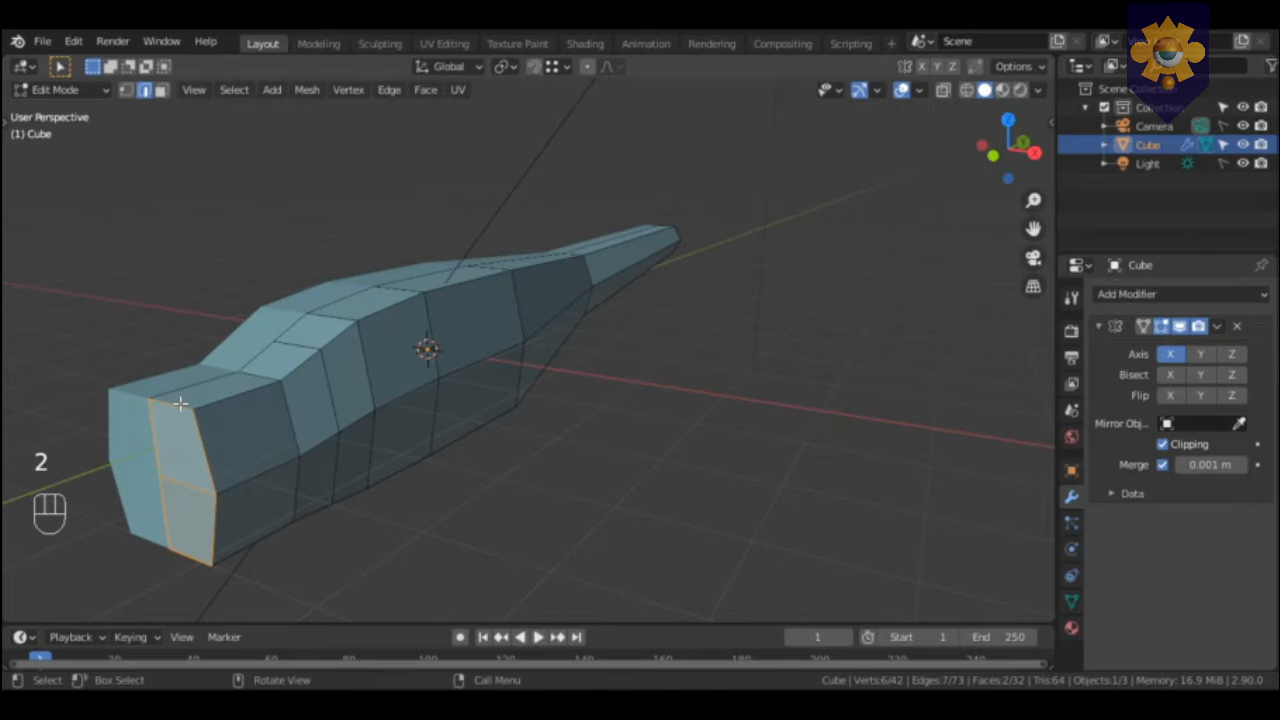 File Edit Render Window Help Layout Modeling Sculpting UV Editing Texture Paint Shading Animation Rendering Compositing Scripting + Scene
Global Options
X Y Z
Edit Mode View Select Add Mesh Vertex Edge Face UV
User Perspective
(1) Cube
Z
Y
X
Collection
Camera
Cube
Light
Cube
Add Modifier
Axis X Y Z
Bisect X Y Z
Flip X Y Z
Mirror Obj...
Clipping
Merge 0.001 m
Data
2
Playback Keying View Marker 1 Start 1 End 250
Select Box Select Rotate View Call Menu Cube | Verts:6/42 | Edges:7/73 | Faces:2/32 | Tris:64 | Objects:1/3 | Memory: 16.9 MiB | 2.90.0